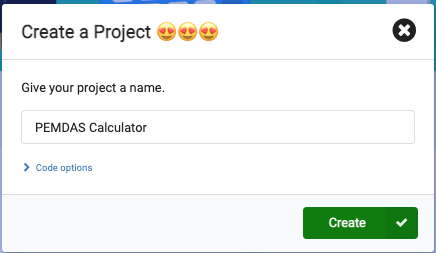 Create a Project 😍😍😍
Give your project a name.
PEMDAS Calculator
Code options
Create